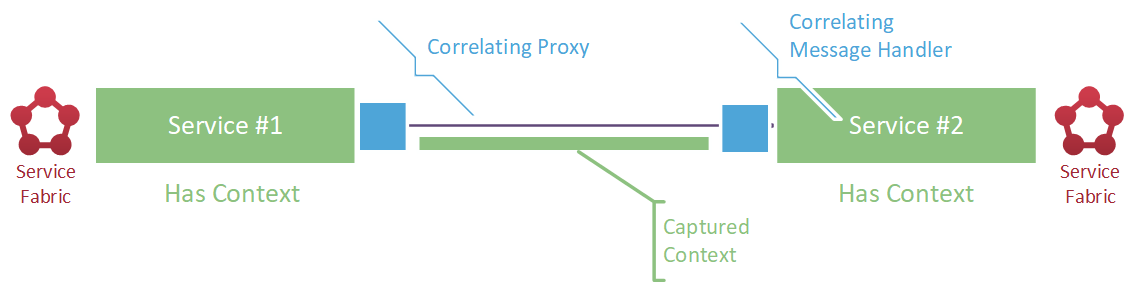 Correlating Proxy
Correlating
Message Handler
Service #1
Service #2
Service
Fabric
Has Context
Has Context
Service
Fabric
Captured
Context